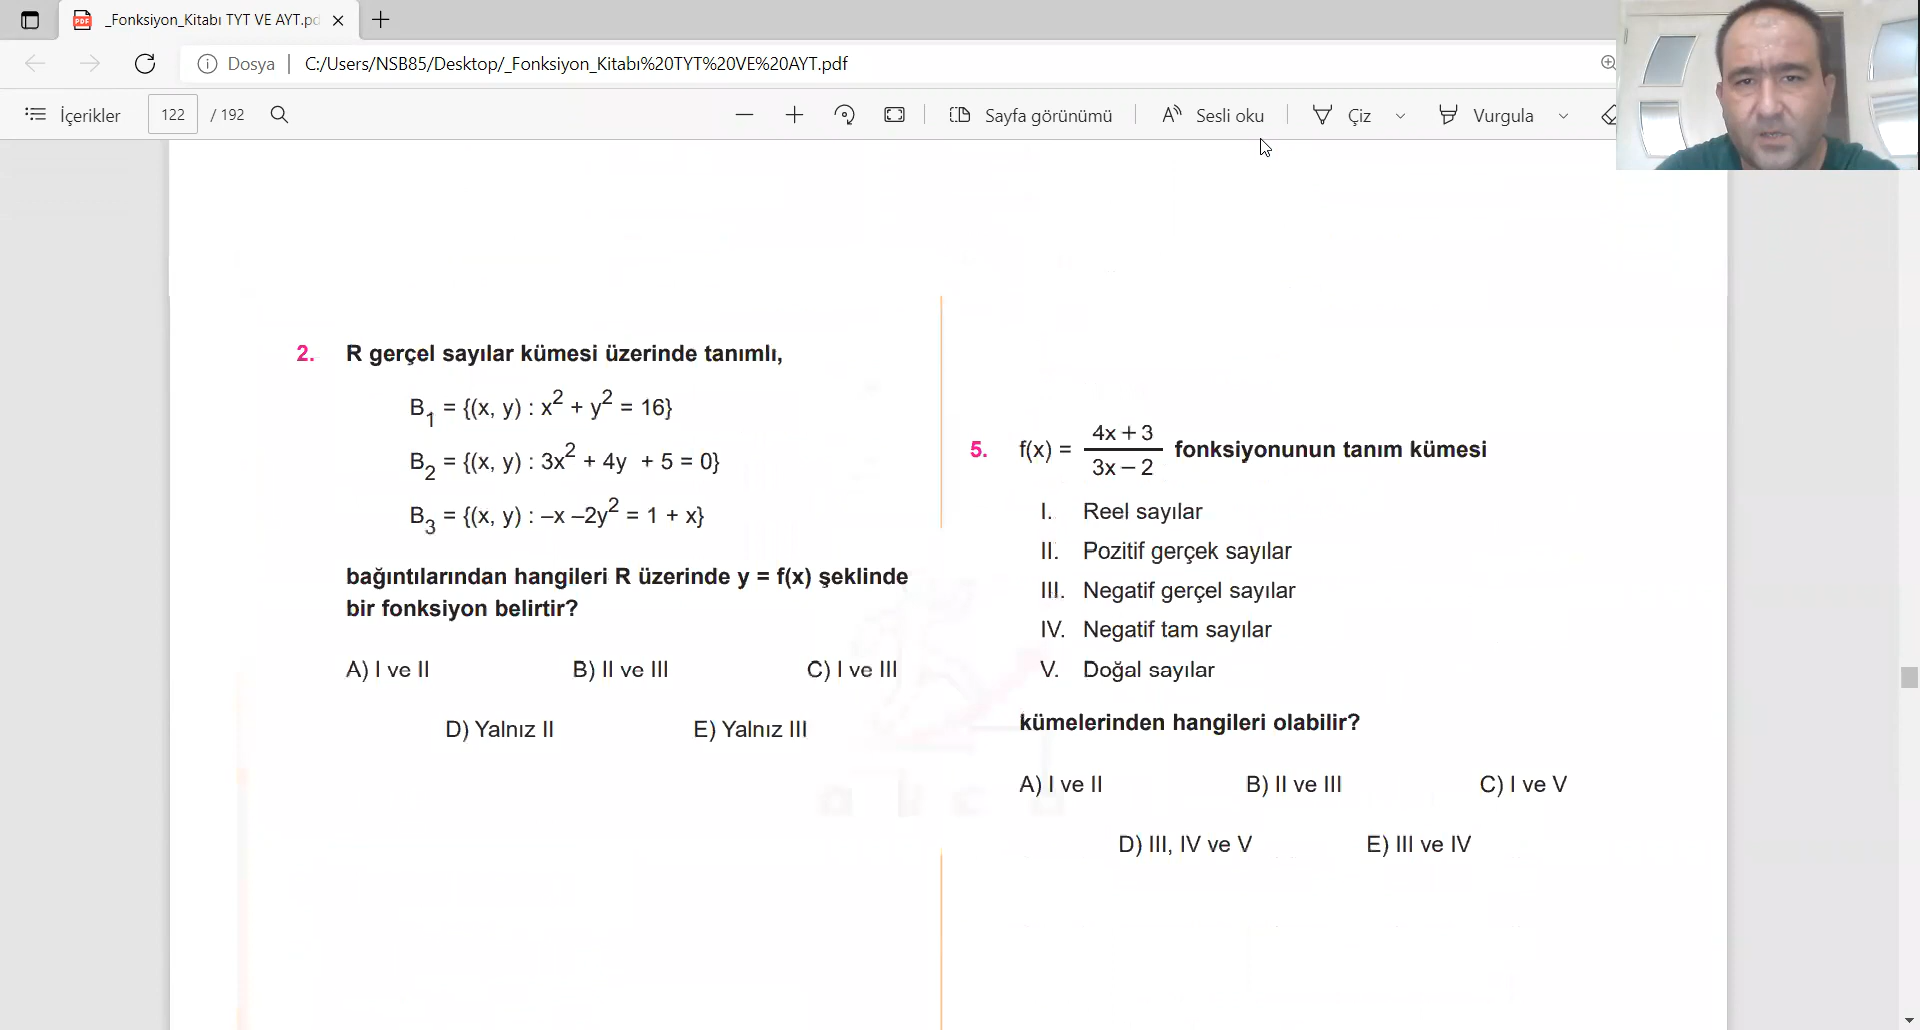 _Fonksiyon_Kitabı TYT VE AYT.pd
Dosya
C:/Users/NSB85/Desktop/_Fonksiyon_Kitabı%20TYT%20VE%20AYT.pdf
İçerikler
122 / 192
Sayfa görünümü
Sesli oku
Çiz
Vurgula
2. R gerçel sayılar kümesi üzerinde tanımlı,
B₁ = {(x, y) : x² + y² = 16}
B₂ = {(x, y) : 3x² + 4y + 5 = 0}
B₃ = {(x, y) : –x –2y² = 1 + x}
bağıntılarından hangileri R üzerinde y = f(x) şeklinde
bir fonksiyon belirtir?
A) I ve II B) II ve III C) I ve III
D) Yalnız II E) Yalnız III
5. f(x) = (4x + 3)/(3x – 2) fonksiyonunun tanım kümesi
I. Reel sayılar
II. Pozitif gerçek sayılar
III. Negatif gerçel sayılar
IV. Negatif tam sayılar
V. Doğal sayılar
kümelerinden hangileri olabilir?
A) I ve II B) II ve III C) I ve V
D) III, IV ve V E) III ve IV